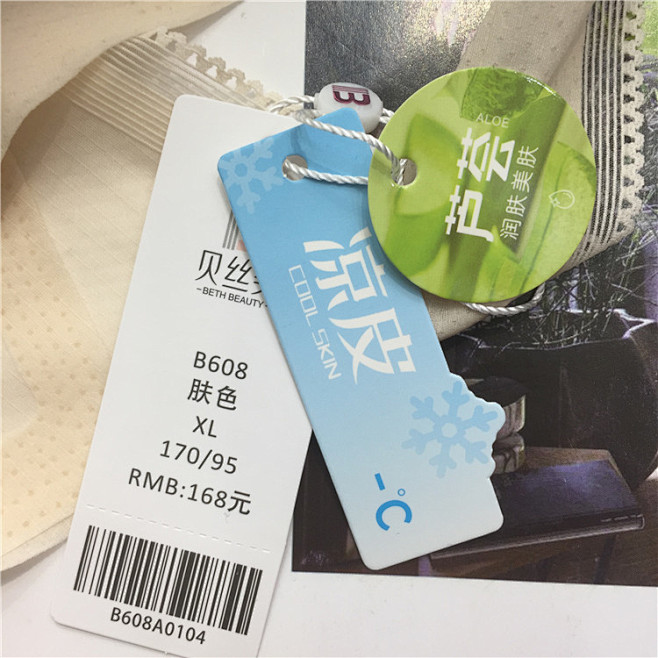 B
贝丝
-BETH BEAUTY-
B608
肤色
XL
170/95
RMB:168元
B608A0104
凉皮
COOL SKIN
-°C
ALOE
芦荟
润肤美肤